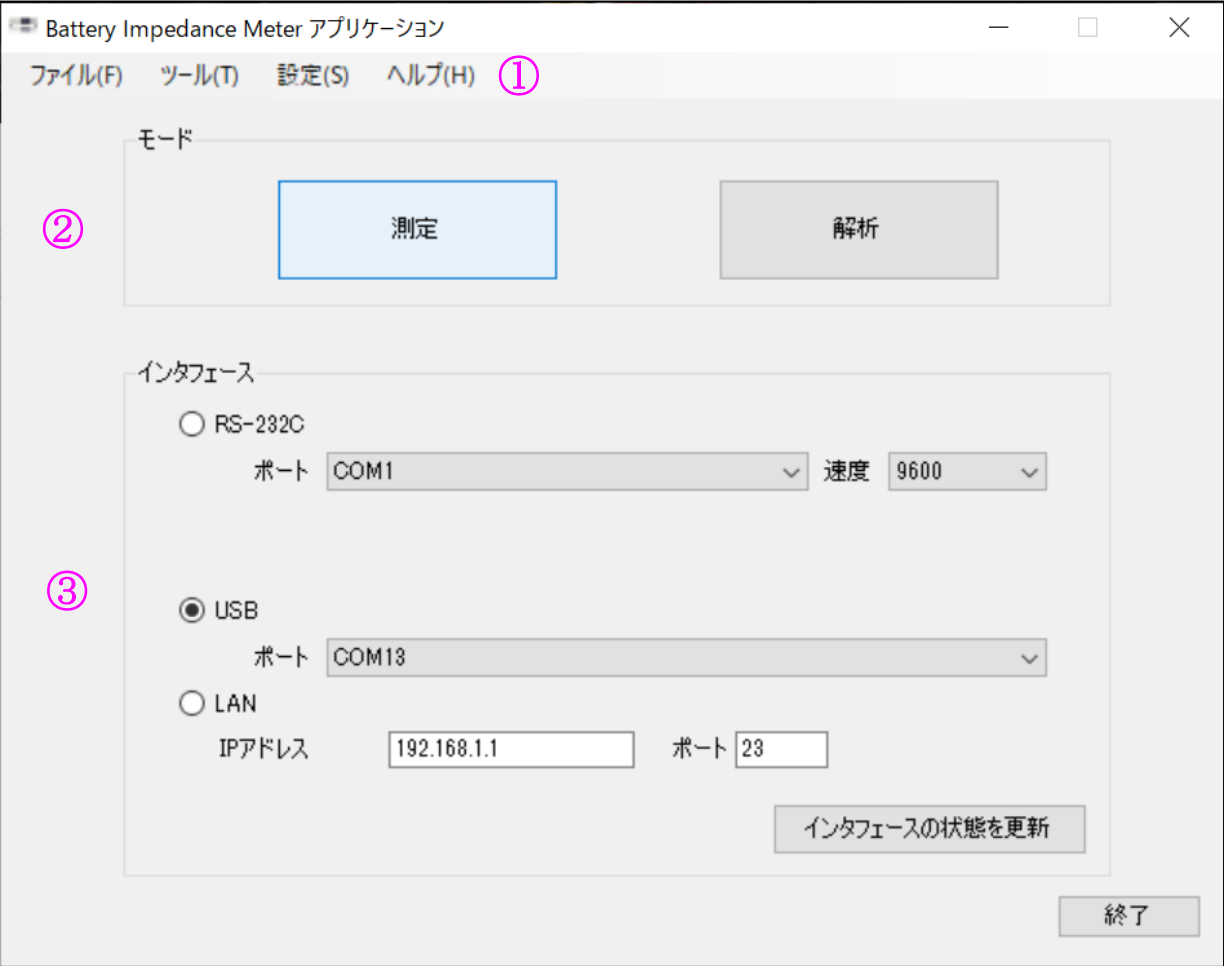 Battery Impedance Meter アプリケーション
ファイル(F) ツール(T) 設定(S) ヘルプ(H) ①
モード
② 測定 解析
インタフェース
RS-232C
ポート COM1 速度 9600
③
USB
ポート COM13
LAN
IPアドレス 192.168.1.1 ポート 23
インタフェースの状態を更新
終了